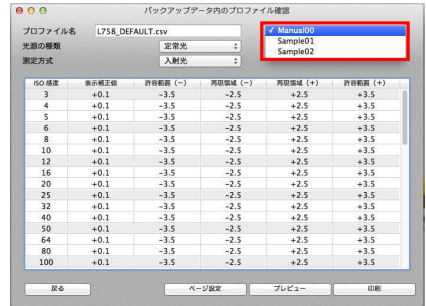 バックアップデータ内のプロファイル確認
プロファイル名 L758_DEFAULT.csv ✓ Manual00
Sample01
Sample02
光源の種類 定常光
測定方式 入射光
ISO 感度 表示補正値 許容範囲 (−) 再現領域 (−) 再現領域 (+) 許容範囲 (+)
3 +0.1 −3.5 −2.5 +2.5 +3.5
4 +0.1 −3.5 −2.5 +2.5 +3.5
5 +0.1 −3.5 −2.5 +2.5 +3.5
6 +0.1 −3.5 −2.5 +2.5 +3.5
8 +0.1 −3.5 −2.5 +2.5 +3.5
10 +0.1 −3.5 −2.5 +2.5 +3.5
12 +0.1 −3.5 −2.5 +2.5 +3.5
16 +0.1 −3.5 −2.5 +2.5 +3.5
20 +0.1 −3.5 −2.5 +2.5 +3.5
25 +0.1 −3.5 −2.5 +2.5 +3.5
32 +0.1 −3.5 −2.5 +2.5 +3.5
40 +0.1 −3.5 −2.5 +2.5 +3.5
50 +0.1 −3.5 −2.5 +2.5 +3.5
64 +0.1 −3.5 −2.5 +2.5 +3.5
80 +0.1 −3.5 −2.5 +2.5 +3.5
100 +0.1 −3.5 −2.5 +2.5 +3.5
戻る ページ設定 プレビュー 印刷